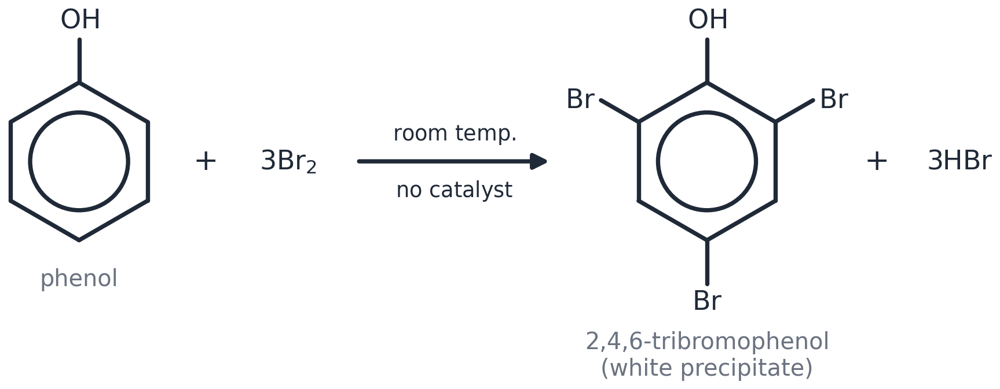 OH
phenol
+
3Br₂
room temp.
no catalyst
OH
Br
Br
Br
2,4,6-tribromophenol
(white precipitate)
+
3HBr